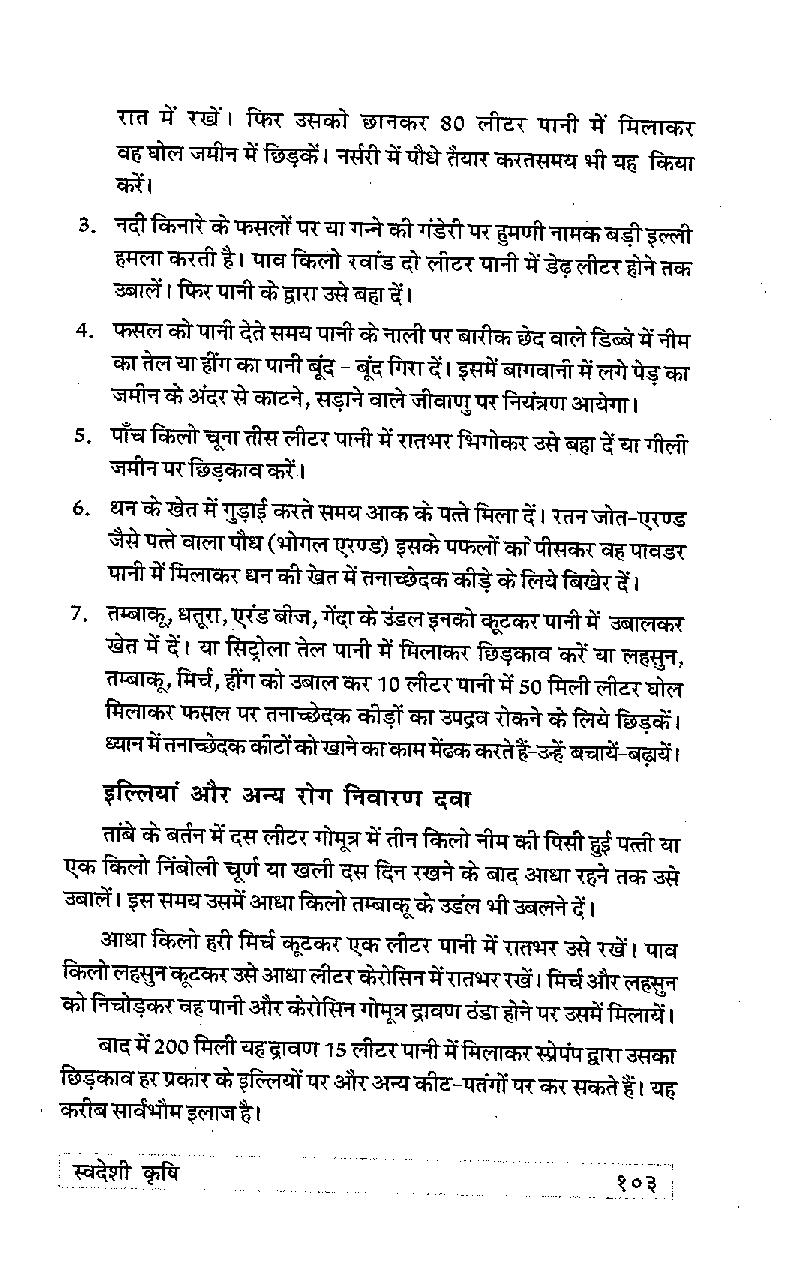 रात में रखें। फिर उसको छानकर 80 लीटर पानी में मिलाकर
वह घोल जमीन में छिड़कें। नर्सरी में पौधे तैयार करतसमय भी यह किया
करें।
3. नदी किनारे के फसलों पर या गन्ने की गंडेरी पर हुमणी नामक बड़ी इल्ली
हमला करती है। पाव किलो रवांड दो लीटर पानी में डेढ़ लीटर होने तक
उबालें। फिर पानी के द्वारा उसे बहा दें।
4. फसल को पानी देते समय पानी के नाली पर बारीक छेद वाले डिब्बे में नीम
का तेल या हींग का पानी बूंद - बूंद गिरा दें। इसमें बागवानी में लगे पेड़ का
जमीन के अंदर से काटने, सड़ाने वाले जीवाणु पर नियंत्रण आयेगा।
5. पाँच किलो चूना तीस लीटर पानी में रातभर भिगोकर उसे बहा दें या गीली
जमीन पर छिड़काव करें।
6. धन के खेत में गुड़ाई करते समय आक के पत्ते मिला दें। रतन जोत-एरण्ड
जैसे पत्ते वाला पौध (भोगल एरण्ड) इसके पफलों कां पीसकर वह पावडर
पानी में मिलाकर धन की खेत में तनाच्छेदक कीड़े के लिये बिखेर दें।
7. तम्बाकू, धतूरा, एरंड बीज, गेंदा के उंडल इनको कूटकर पानी में उबालकर
खेत में दें। या सिट्रोला तेल पानी में मिलाकर छिड़काव करें या लहसुन,
तम्बाकू, मिर्च, हींग को उबाल कर 10 लीटर पानी में 50 मिली लीटर घोल
मिलाकर फसल पर तनाच्छेदक कीड़ों का उपद्रव रोकने के लिये छिड़कें।
ध्यान में तनाच्छेदक कीटों को खाने का काम मेंढक करते हैं-उन्हें बचायें-बढ़ायें।
इल्लियां और अन्य रोग निवारण दवा
तांबे के बर्तन में दस लीटर गोमूत्र में तीन किलो नीम की पिसी हुई पत्ती या
एक किलो निंबोली चूर्ण या खली दस दिन रखने के बाद आधा रहने तक उसे
उबालें। इस समय उसमें आधा किलो तम्बाकू के उडंल भी उबलने दें।
आधा किलो हरी मिर्च कूटकर एक लीटर पानी में रातभर उसे रखें। पाव
किलो लहसुन कूटकर उसे आधा लीटर केरोसिन में रातभर रखें। मिर्च और लहसुन
को निचोड़कर वह पानी और केरोसिन गोमूत्र द्रावण ठंडा होने पर उसमें मिलायें।
बाद में 200 मिली यह द्रावण 15 लीटर पानी में मिलाकर स्प्रेपंप द्वारा उसका
छिड़काव हर प्रकार के इल्लियों पर और अन्य कीट-पतंगों पर कर सकते हैं। यह
करीब सार्वभौम इलाज है।
स्वदेशी कृषि
१०३